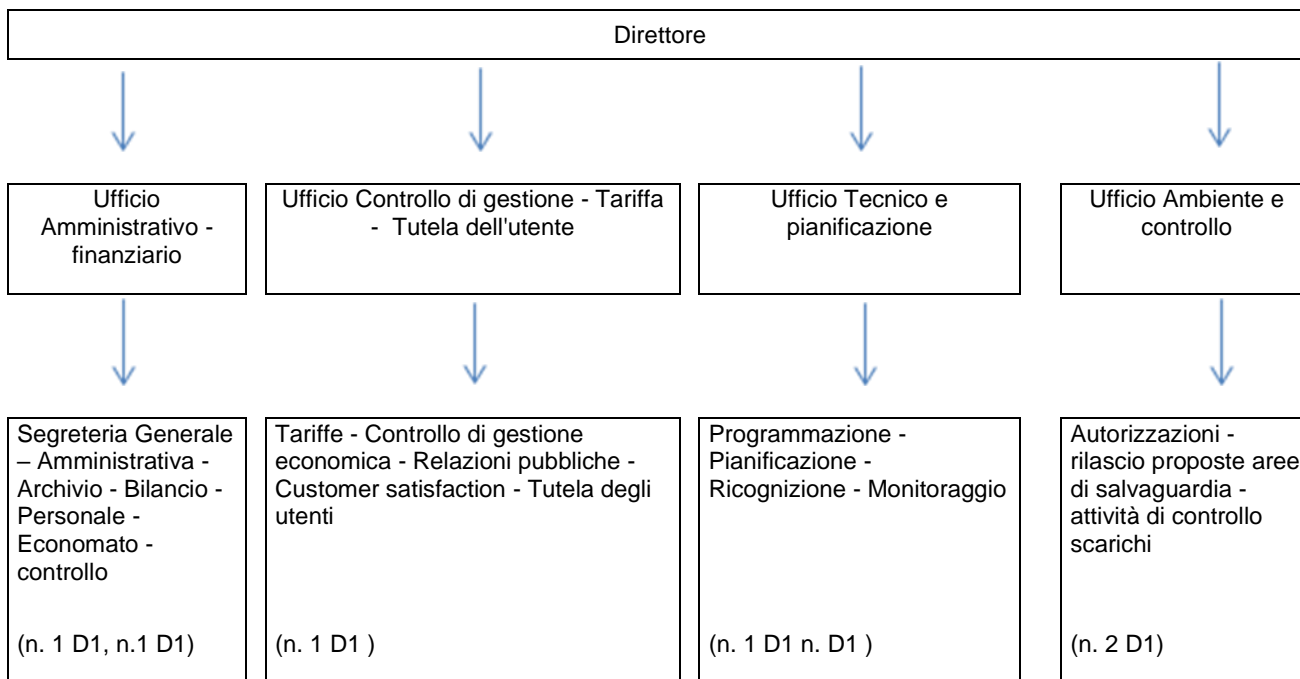 Direttore
Ufficio
Amministrativo -
finanziario
Ufficio Controllo di gestione - Tariffa
- Tutela dell'utente
Ufficio Tecnico e
pianificazione
Ufficio Ambiente e
controllo
Segreteria Generale
– Amministrativa -
Archivio - Bilancio -
Personale -
Economato -
controllo
(n. 1 D1, n.1 D1)
Tariffe - Controllo di gestione
economica - Relazioni pubbliche -
Customer satisfaction - Tutela degli
utenti
(n. 1 D1 )
Programmazione -
Pianificazione -
Ricognizione - Monitoraggio
(n. 1 D1 n. D1 )
Autorizzazioni -
rilascio proposte aree
di salvaguardia -
attività di controllo
scarichi
(n. 2 D1)